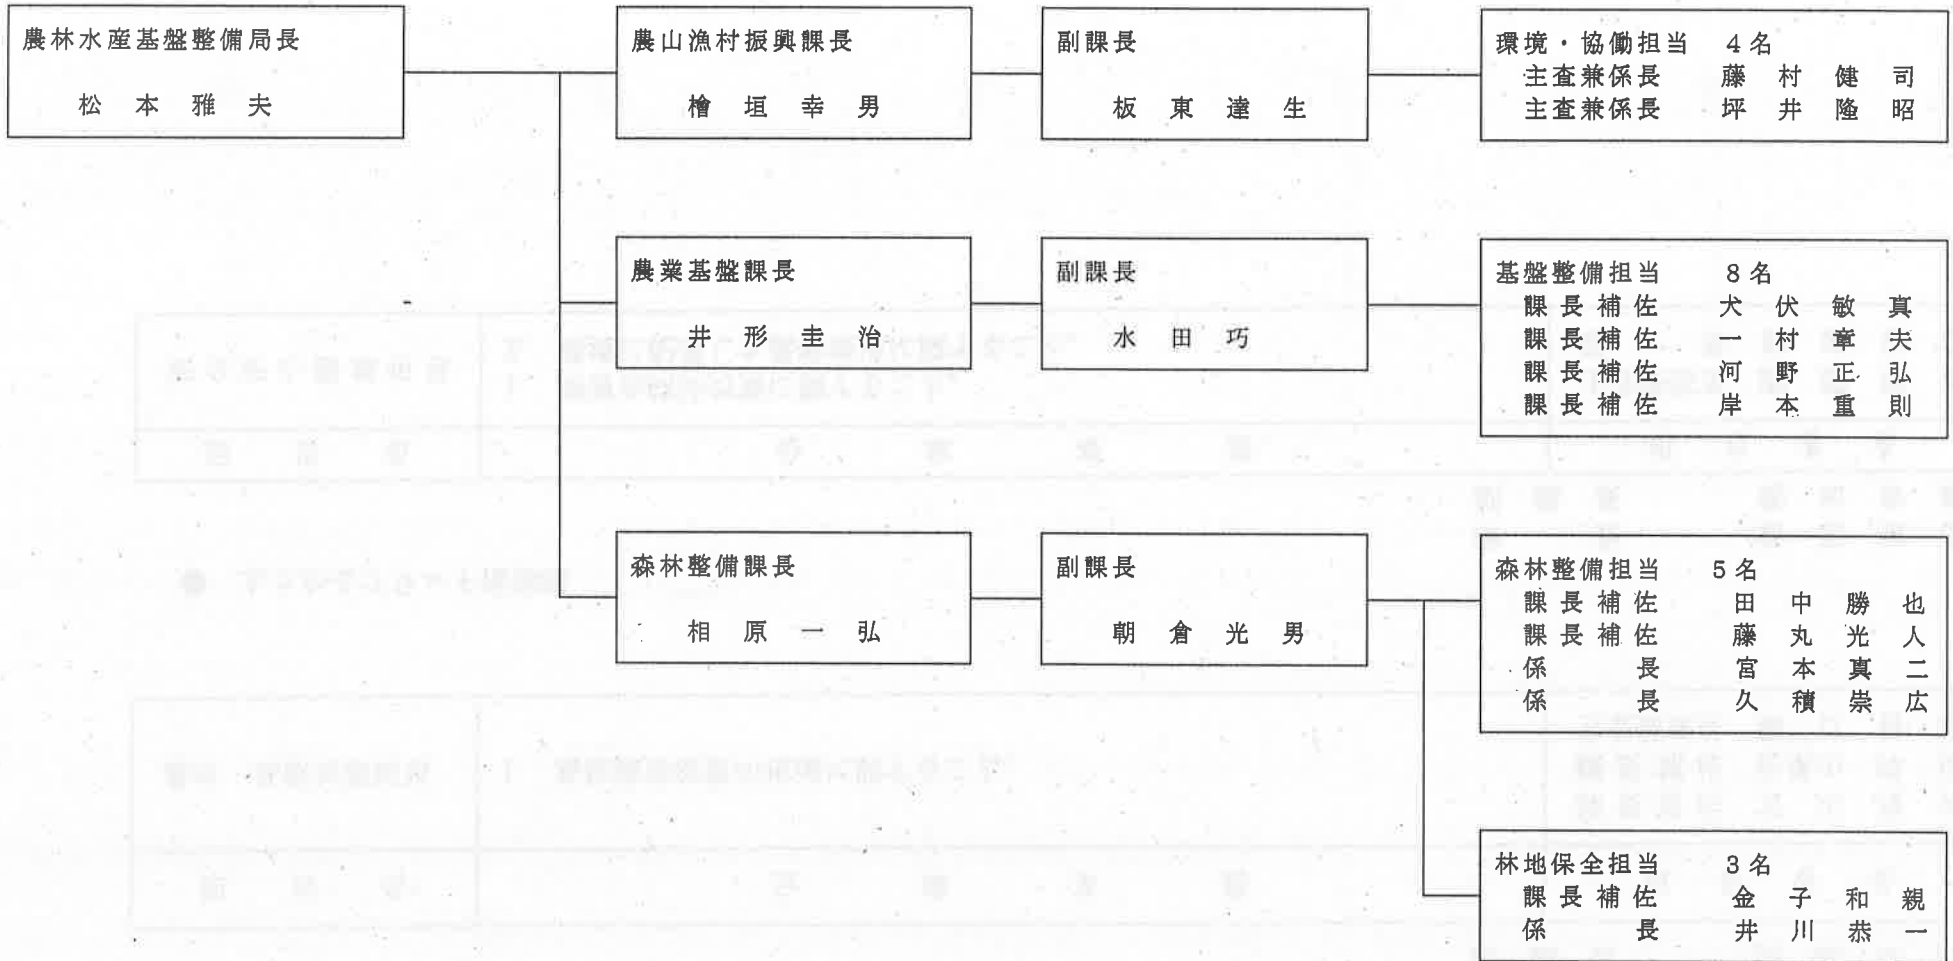 農林水産基盤整備局長
松本雅夫
農山漁村振興課長
檜垣幸男
副課長
板東達生
環境・協働担当 4名
主査兼係長 藤村健司
主査兼係長 坪井隆昭
農業基盤課長
井形圭治
副課長
水田巧
基盤整備担当 8名
課長補佐 犬伏敏真
課長補佐 一村章夫
課長補佐 河野正弘
課長補佐 岸本重則
森林整備課長
相原一弘
副課長
朝倉光男
森林整備担当 5名
課長補佐 田中勝也
課長補佐 藤丸光人
係長 宮本真二
係長 久積崇広
林地保全担当 3名
課長補佐 金子和親
係長 井川恭一